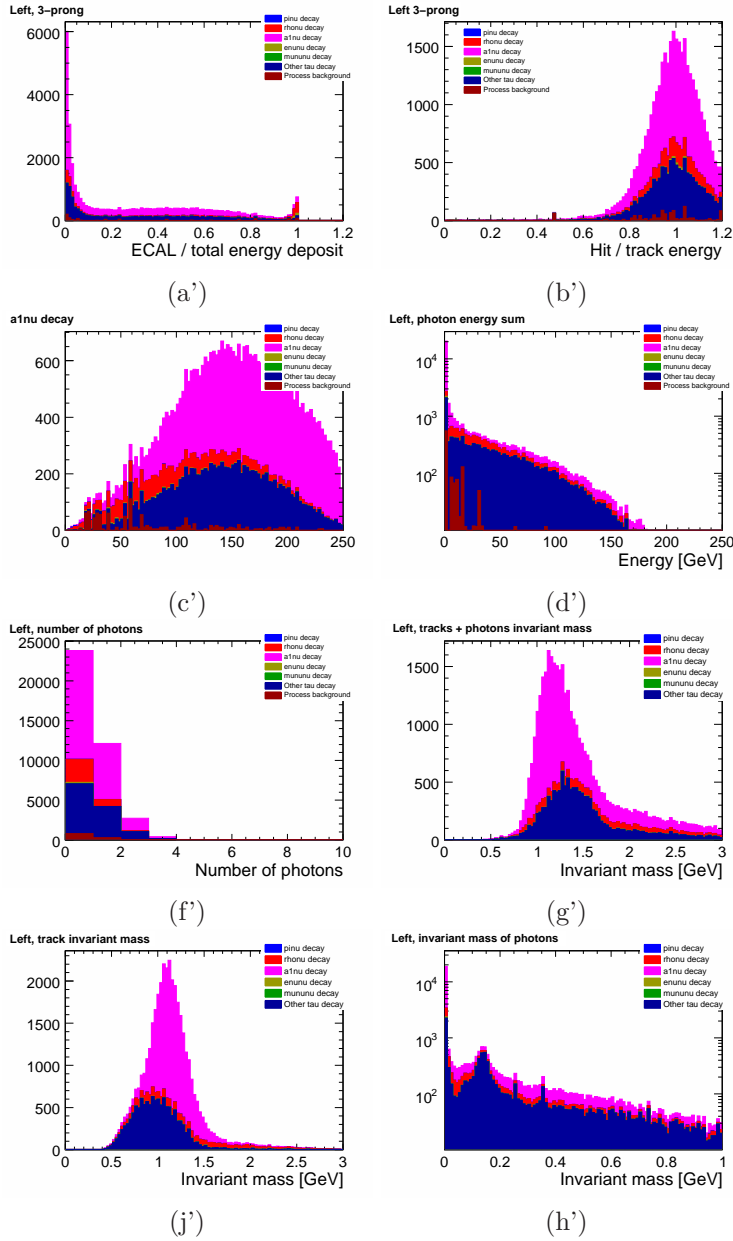 Left, 3-prong
pinu decay
rhonu decay
a1nu decay
enunu decay
mununu decay
Other tau decay
Process background
6000
4000
2000
0
0 0.2 0.4 0.6 0.8 1 1.2
ECAL / total energy deposit
(a')
Left 3-prong
pinu decay
rhonu decay
a1nu decay
enunu decay
mununu decay
Other tau decay
Process background
1500
1000
500
0
0 0.2 0.4 0.6 0.8 1 1.2
Hit / track energy
(b')
a1nu decay
pinu decay
rhonu decay
a1nu decay
enunu decay
mununu decay
Other tau decay
Process background
600
400
200
0
0 50 100 150 200 250
(c')
Left, photon energy sum
pinu decay
rhonu decay
a1nu decay
enunu decay
mununu decay
Other tau decay
Process background
10^4
10^3
10^2
0 50 100 150 200 250
Energy [GeV]
(d')
Left, number of photons
pinu decay
rhonu decay
a1nu decay
enunu decay
mununu decay
Other tau decay
Process background
25000
20000
15000
10000
5000
0
0 2 4 6 8 10
Number of photons
(f')
Left, tracks + photons invariant mass
pinu decay
rhonu decay
a1nu decay
enunu decay
mununu decay
Other tau decay
1500
1000
500
0
0 0.5 1 1.5 2 2.5 3
Invariant mass [GeV]
(g')
Left, track invariant mass
pinu decay
rhonu decay
a1nu decay
enunu decay
mununu decay
Other tau decay
2000
1500
1000
500
0
0 0.5 1 1.5 2 2.5 3
Invariant mass [GeV]
(j')
Left, invariant mass of photons
pinu decay
rhonu decay
a1nu decay
enunu decay
mununu decay
Other tau decay
10^4
10^3
10^2
0 0.2 0.4 0.6 0.8 1
Invariant mass [GeV]
(h')